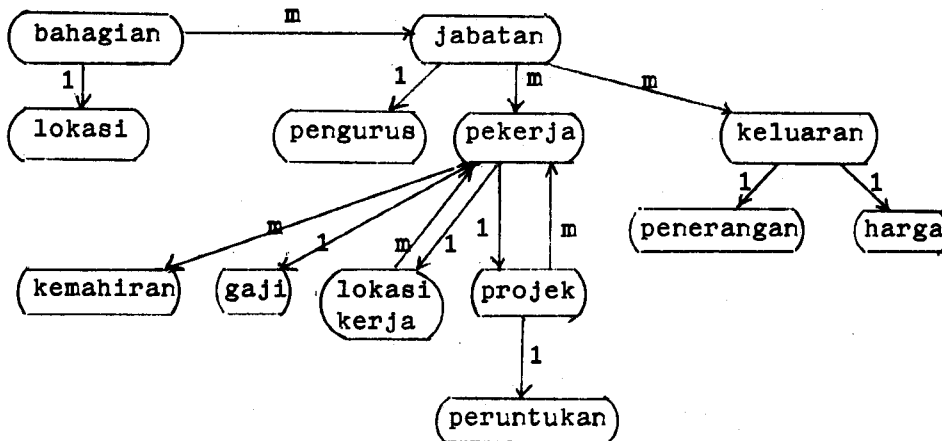 m
bahagian jabatan
1 1 m m
lokasi pengurus pekerja keluaran
1 1
m 1 m 1 1 m penerangan harga
kemahiran gaji lokasi projek
kerja
1
peruntukan